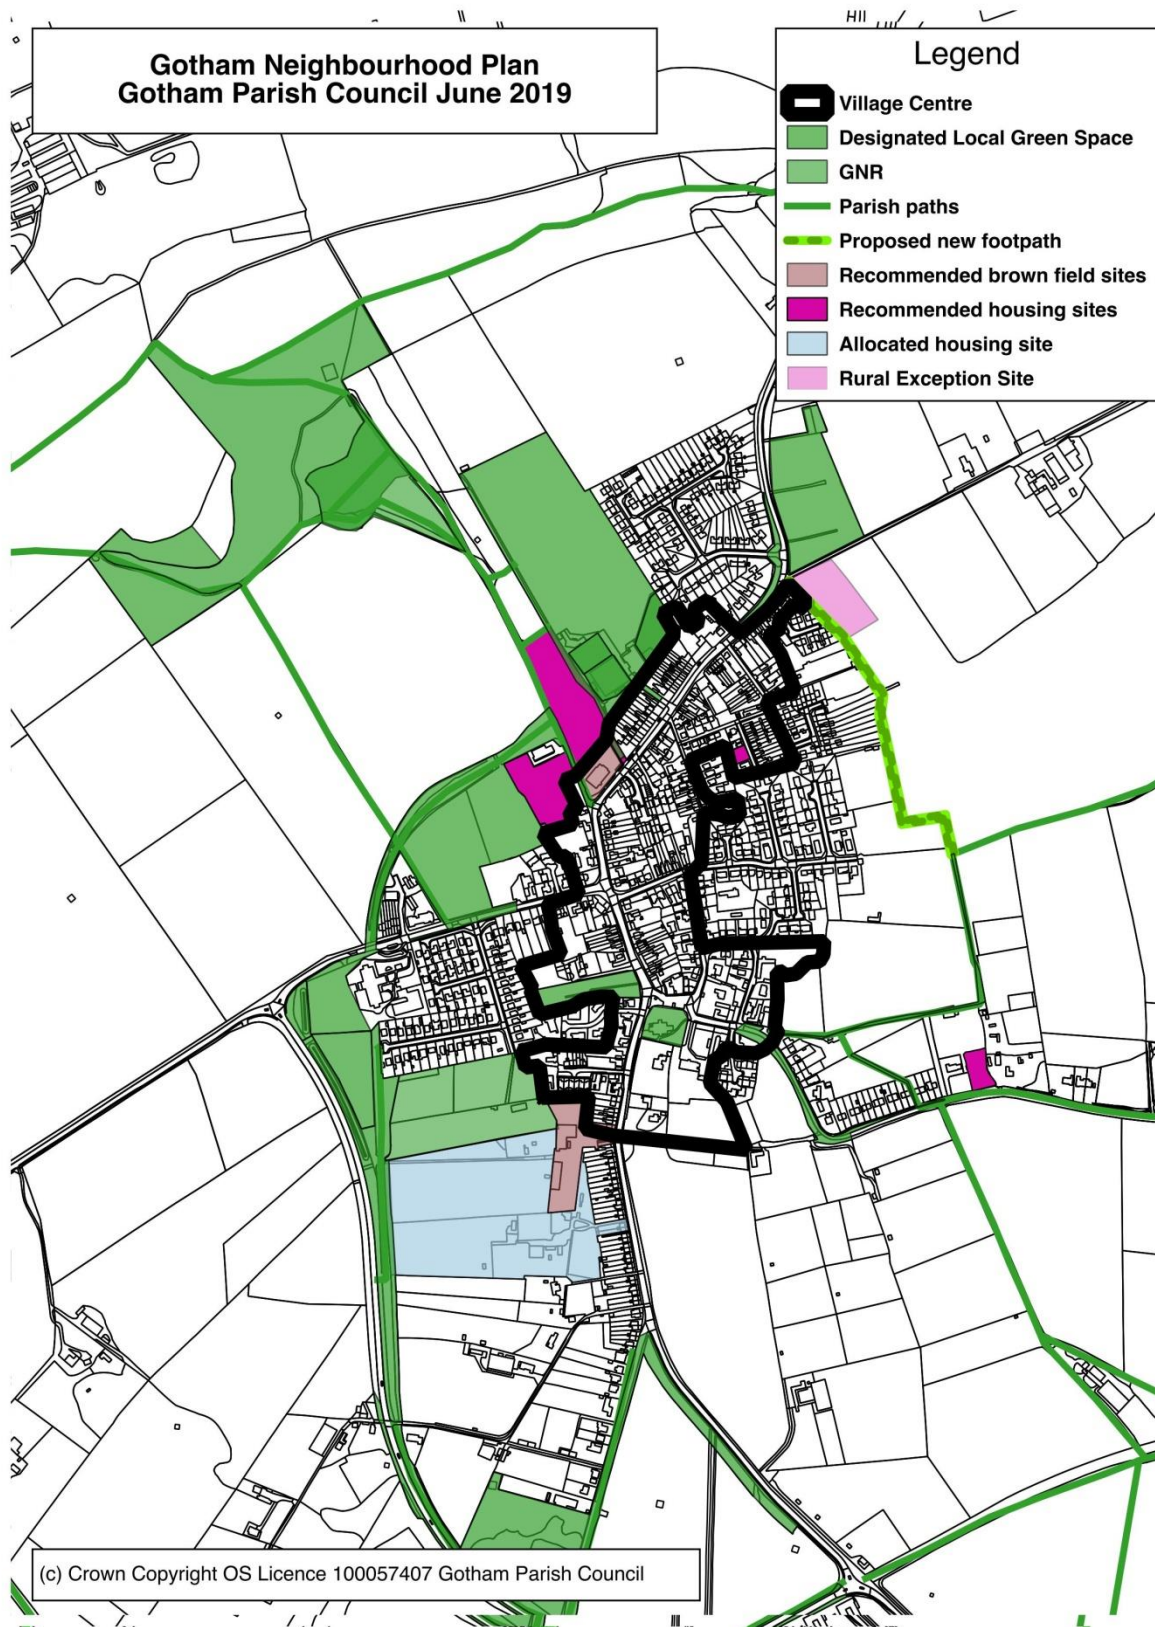 Gotham Neighbourhood Plan
Gotham Parish Council June 2019
Legend
Village Centre
Designated Local Green Space
GNR
Parish paths
Proposed new footpath
Recommended brown field sites
Recommended housing sites
Allocated housing site
Rural Exception Site
(c) Crown Copyright OS Licence 100057407 Gotham Parish Council